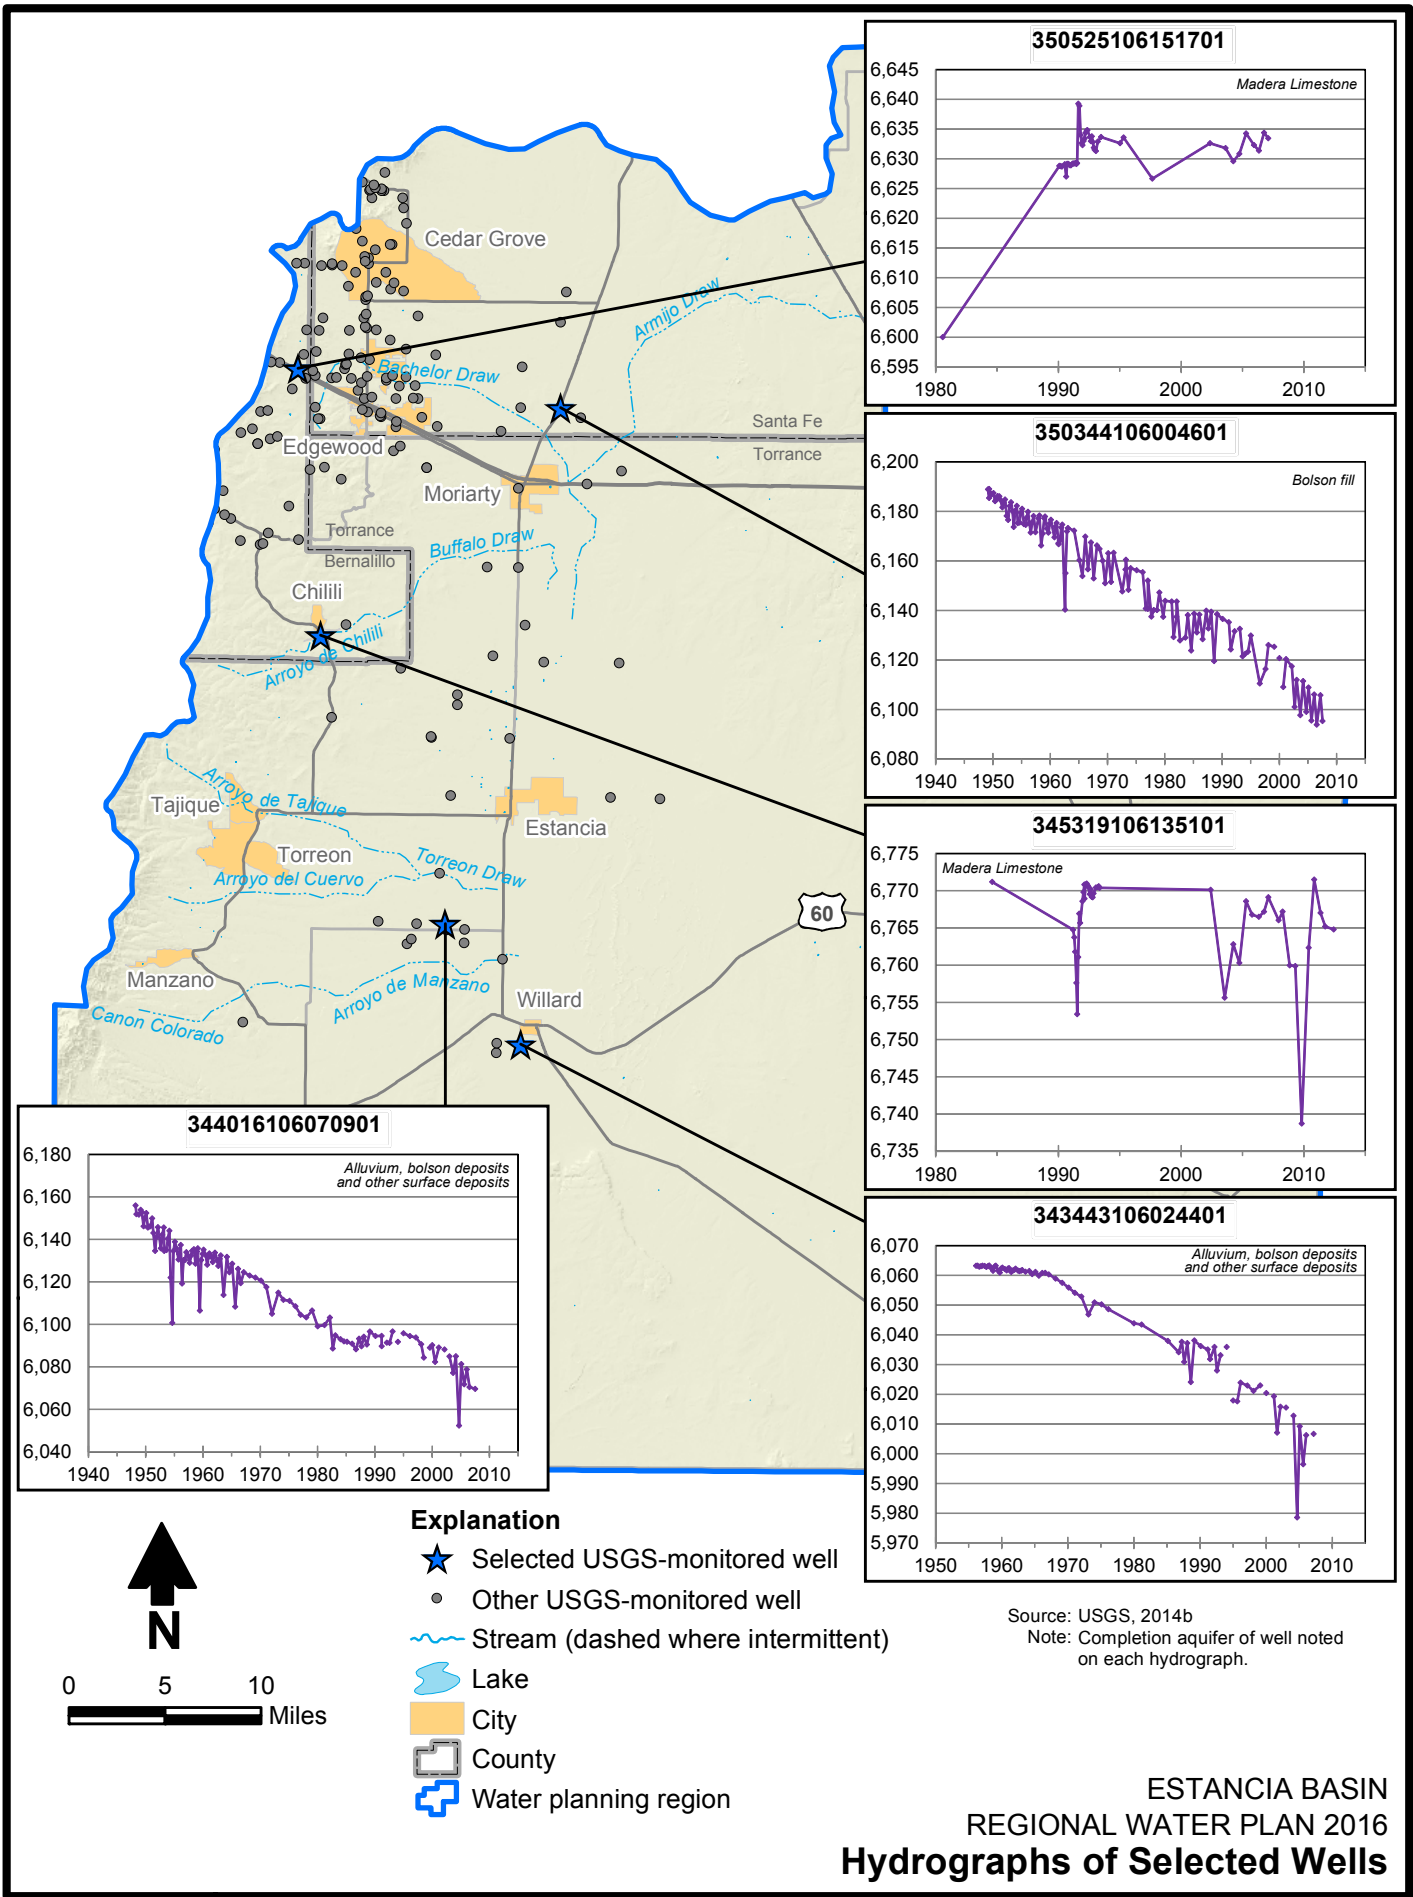 350525106151701
Madera Limestone
6,645
6,640
6,635
6,630
6,625
6,620
6,615
6,610
6,605
6,600
6,595
1980
1990
2000
2010
350344106004601
Bolson fill
6,200
6,180
6,160
6,140
6,120
6,100
6,080
1940
1950
1960
1970
1980
1990
2000
2010
345319106135101
Madera Limestone
6,775
6,770
6,765
6,760
6,755
6,750
6,745
6,740
6,735
1980
1990
2000
2010
343443106024401
Alluvium, bolson deposits
and other surface deposits
6,070
6,060
6,050
6,040
6,030
6,020
6,010
6,000
5,990
5,980
5,970
1950
1960
1970
1980
1990
2000
2010
344016106070901
Alluvium, bolson deposits
and other surface deposits
6,180
6,160
6,140
6,120
6,100
6,080
6,060
6,040
1940
1950
1960
1970
1980
1990
2000
2010
Cedar Grove
Armijo Draw
Bachelor Draw
Santa Fe
Torrance
Edgewood
Moriarty
Torrance
Bernalillo
Buffalo Draw
Chilili
Arroyo de Chilili
Arroyo de Tajique
Tajique
Estancia
Torreon
Torreon Draw
Arroyo del Cuervo
60
Manzano
Arroyo de Manzano
Willard
Canon Colorado
N
0 5 10
Miles
Explanation
Selected USGS-monitored well
Other USGS-monitored well
Stream (dashed where intermittent)
Lake
City
County
Water planning region
Source: USGS, 2014b
Note: Completion aquifer of well noted
on each hydrograph.
ESTANCIA BASIN
REGIONAL WATER PLAN 2016
Hydrographs of Selected Wells